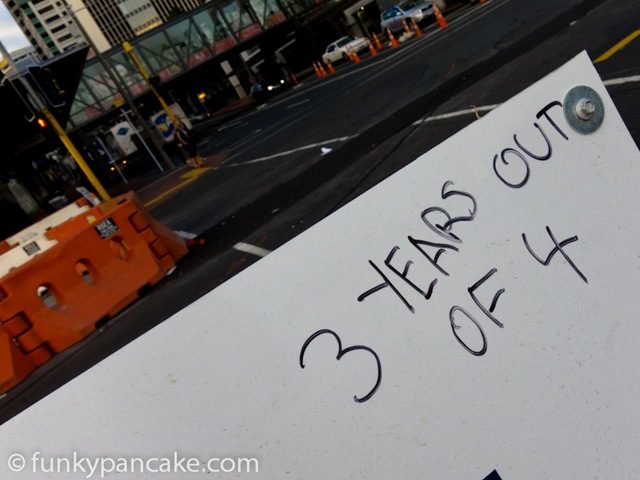 3 YEARS OUT
OF 4
© funkypancake.com